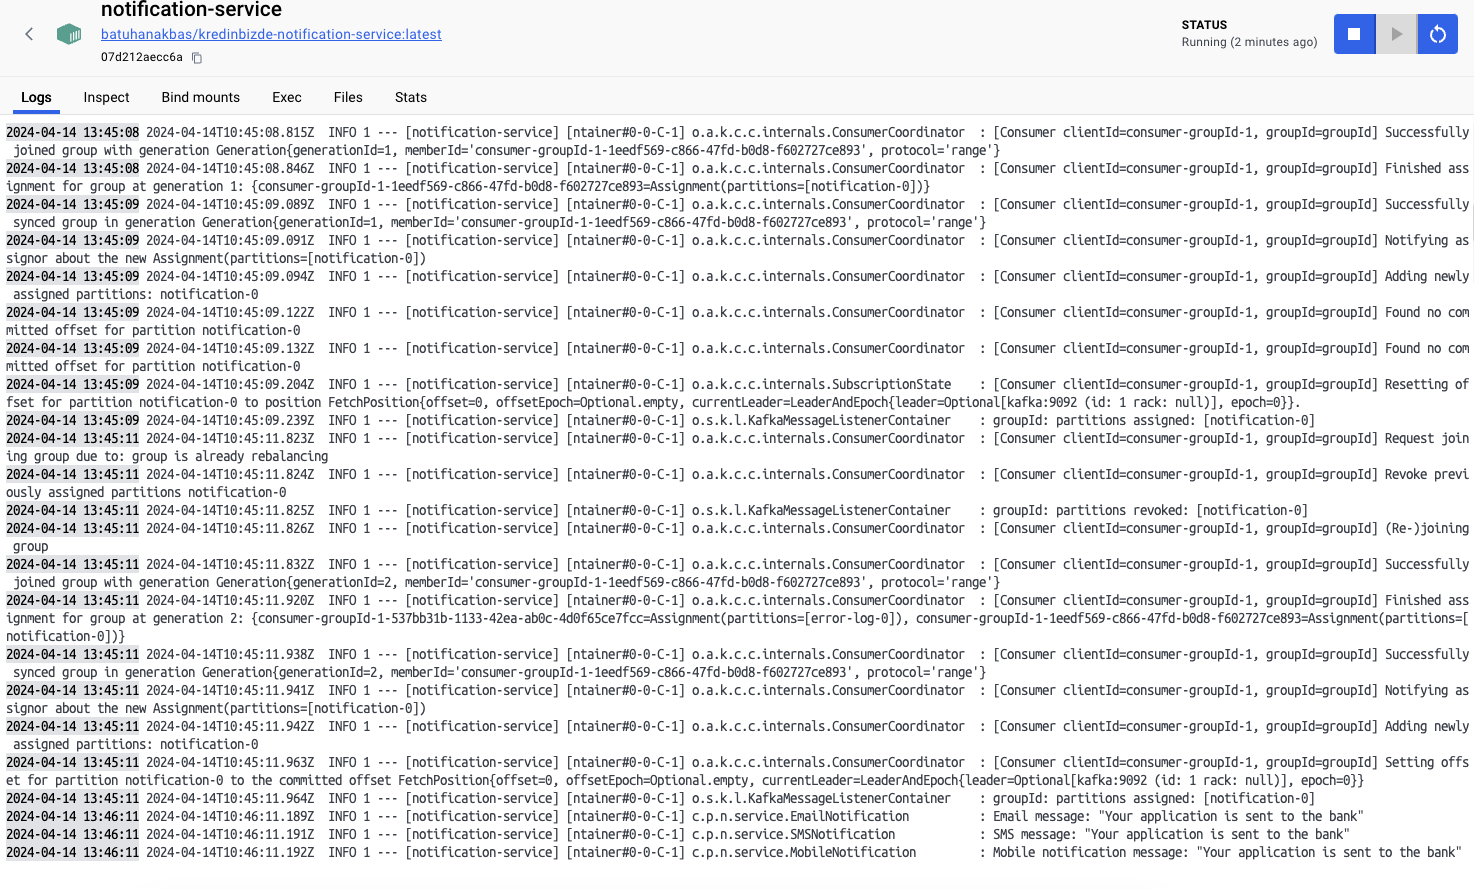 notification-service
batuhanakbas/kredinbizde-notification-service:latest
07d212aecc6a
STATUS
Running (2 minutes ago)
Logs Inspect Bind mounts Exec Files Stats
2024-04-14 13:45:08 2024-04-14T10:45:08.815Z  INFO 1 --- [notification-service] [ntainer#0-0-C-1] o.a.k.c.c.internals.ConsumerCoordinator  : [Consumer clientId=consumer-groupId-1, groupId=groupId] Successfully
joined group with generation Generation{generationId=1, memberId='consumer-groupId-1-1eedf569-c866-47fd-b0d8-f602727ce893', protocol='range'}
2024-04-14 13:45:08 2024-04-14T10:45:08.846Z  INFO 1 --- [notification-service] [ntainer#0-0-C-1] o.a.k.c.c.internals.ConsumerCoordinator  : [Consumer clientId=consumer-groupId-1, groupId=groupId] Finished ass
ignment for group at generation 1: {consumer-groupId-1-1eedf569-c866-47fd-b0d8-f602727ce893=Assignment(partitions=[notification-0])}
2024-04-14 13:45:09 2024-04-14T10:45:09.089Z  INFO 1 --- [notification-service] [ntainer#0-0-C-1] o.a.k.c.c.internals.ConsumerCoordinator  : [Consumer clientId=consumer-groupId-1, groupId=groupId] Successfully
synced group in generation Generation{generationId=1, memberId='consumer-groupId-1-1eedf569-c866-47fd-b0d8-f602727ce893', protocol='range'}
2024-04-14 13:45:09 2024-04-14T10:45:09.091Z  INFO 1 --- [notification-service] [ntainer#0-0-C-1] o.a.k.c.c.internals.ConsumerCoordinator  : [Consumer clientId=consumer-groupId-1, groupId=groupId] Notifying as
signor about the new Assignment(partitions=[notification-0])
2024-04-14 13:45:09 2024-04-14T10:45:09.094Z  INFO 1 --- [notification-service] [ntainer#0-0-C-1] o.a.k.c.c.internals.ConsumerCoordinator  : [Consumer clientId=consumer-groupId-1, groupId=groupId] Adding newly
assigned partitions: notification-0
2024-04-14 13:45:09 2024-04-14T10:45:09.122Z  INFO 1 --- [notification-service] [ntainer#0-0-C-1] o.a.k.c.c.internals.ConsumerCoordinator  : [Consumer clientId=consumer-groupId-1, groupId=groupId] Found no com
mitted offset for partition notification-0
2024-04-14 13:45:09 2024-04-14T10:45:09.132Z  INFO 1 --- [notification-service] [ntainer#0-0-C-1] o.a.k.c.c.internals.ConsumerCoordinator  : [Consumer clientId=consumer-groupId-1, groupId=groupId] Found no com
mitted offset for partition notification-0
2024-04-14 13:45:09 2024-04-14T10:45:09.204Z  INFO 1 --- [notification-service] [ntainer#0-0-C-1] o.a.k.c.c.internals.SubscriptionState    : [Consumer clientId=consumer-groupId-1, groupId=groupId] Resetting of
fset for partition notification-0 to position FetchPosition{offset=0, offsetEpoch=Optional.empty, currentLeader=LeaderAndEpoch{leader=Optional[kafka:9092 (id: 1 rack: null)], epoch=0}}.
2024-04-14 13:45:09 2024-04-14T10:45:09.239Z  INFO 1 --- [notification-service] [ntainer#0-0-C-1] o.s.k.l.KafkaMessageListenerContainer    : groupId: partitions assigned: [notification-0]
2024-04-14 13:45:11 2024-04-14T10:45:11.823Z  INFO 1 --- [notification-service] [ntainer#0-0-C-1] o.a.k.c.c.internals.ConsumerCoordinator  : [Consumer clientId=consumer-groupId-1, groupId=groupId] Request join
ing group due to: group is already rebalancing
2024-04-14 13:45:11 2024-04-14T10:45:11.824Z  INFO 1 --- [notification-service] [ntainer#0-0-C-1] o.a.k.c.c.internals.ConsumerCoordinator  : [Consumer clientId=consumer-groupId-1, groupId=groupId] Revoke previ
ously assigned partitions notification-0
2024-04-14 13:45:11 2024-04-14T10:45:11.825Z  INFO 1 --- [notification-service] [ntainer#0-0-C-1] o.s.k.l.KafkaMessageListenerContainer    : groupId: partitions revoked: [notification-0]
2024-04-14 13:45:11 2024-04-14T10:45:11.826Z  INFO 1 --- [notification-service] [ntainer#0-0-C-1] o.a.k.c.c.internals.ConsumerCoordinator  : [Consumer clientId=consumer-groupId-1, groupId=groupId] (Re-)joining
group
2024-04-14 13:45:11 2024-04-14T10:45:11.832Z  INFO 1 --- [notification-service] [ntainer#0-0-C-1] o.a.k.c.c.internals.ConsumerCoordinator  : [Consumer clientId=consumer-groupId-1, groupId=groupId] Successfully
joined group with generation Generation{generationId=2, memberId='consumer-groupId-1-1eedf569-c866-47fd-b0d8-f602727ce893', protocol='range'}
2024-04-14 13:45:11 2024-04-14T10:45:11.920Z  INFO 1 --- [notification-service] [ntainer#0-0-C-1] o.a.k.c.c.internals.ConsumerCoordinator  : [Consumer clientId=consumer-groupId-1, groupId=groupId] Finished ass
ignment for group at generation 2: {consumer-groupId-1-537bb31b-1133-42ea-ab0c-4d0f65ce7fcc=Assignment(partitions=[error-log-0]), consumer-groupId-1-1eedf569-c866-47fd-b0d8-f602727ce893=Assignment(partitions=[
notification-0])}
2024-04-14 13:45:11 2024-04-14T10:45:11.938Z  INFO 1 --- [notification-service] [ntainer#0-0-C-1] o.a.k.c.c.internals.ConsumerCoordinator  : [Consumer clientId=consumer-groupId-1, groupId=groupId] Successfully
synced group in generation Generation{generationId=2, memberId='consumer-groupId-1-1eedf569-c866-47fd-b0d8-f602727ce893', protocol='range'}
2024-04-14 13:45:11 2024-04-14T10:45:11.941Z  INFO 1 --- [notification-service] [ntainer#0-0-C-1] o.a.k.c.c.internals.ConsumerCoordinator  : [Consumer clientId=consumer-groupId-1, groupId=groupId] Notifying as
signor about the new Assignment(partitions=[notification-0])
2024-04-14 13:45:11 2024-04-14T10:45:11.942Z  INFO 1 --- [notification-service] [ntainer#0-0-C-1] o.a.k.c.c.internals.ConsumerCoordinator  : [Consumer clientId=consumer-groupId-1, groupId=groupId] Adding newly
assigned partitions: notification-0
2024-04-14 13:45:11 2024-04-14T10:45:11.963Z  INFO 1 --- [notification-service] [ntainer#0-0-C-1] o.a.k.c.c.internals.ConsumerCoordinator  : [Consumer clientId=consumer-groupId-1, groupId=groupId] Setting offs
et for partition notification-0 to the committed offset FetchPosition{offset=0, offsetEpoch=Optional.empty, currentLeader=LeaderAndEpoch{leader=Optional[kafka:9092 (id: 1 rack: null)], epoch=0}}
2024-04-14 13:45:11 2024-04-14T10:45:11.964Z  INFO 1 --- [notification-service] [ntainer#0-0-C-1] o.s.k.l.KafkaMessageListenerContainer    : groupId: partitions assigned: [notification-0]
2024-04-14 13:46:11 2024-04-14T10:46:11.189Z  INFO 1 --- [notification-service] [ntainer#0-0-C-1] c.p.n.service.EmailNotification          : Email message: "Your application is sent to the bank"
2024-04-14 13:46:11 2024-04-14T10:46:11.191Z  INFO 1 --- [notification-service] [ntainer#0-0-C-1] c.p.n.service.SMSNotification            : SMS message: "Your application is sent to the bank"
2024-04-14 13:46:11 2024-04-14T10:46:11.192Z  INFO 1 --- [notification-service] [ntainer#0-0-C-1] c.p.n.service.MobileNotification         : Mobile notification message: "Your application is sent to the bank"